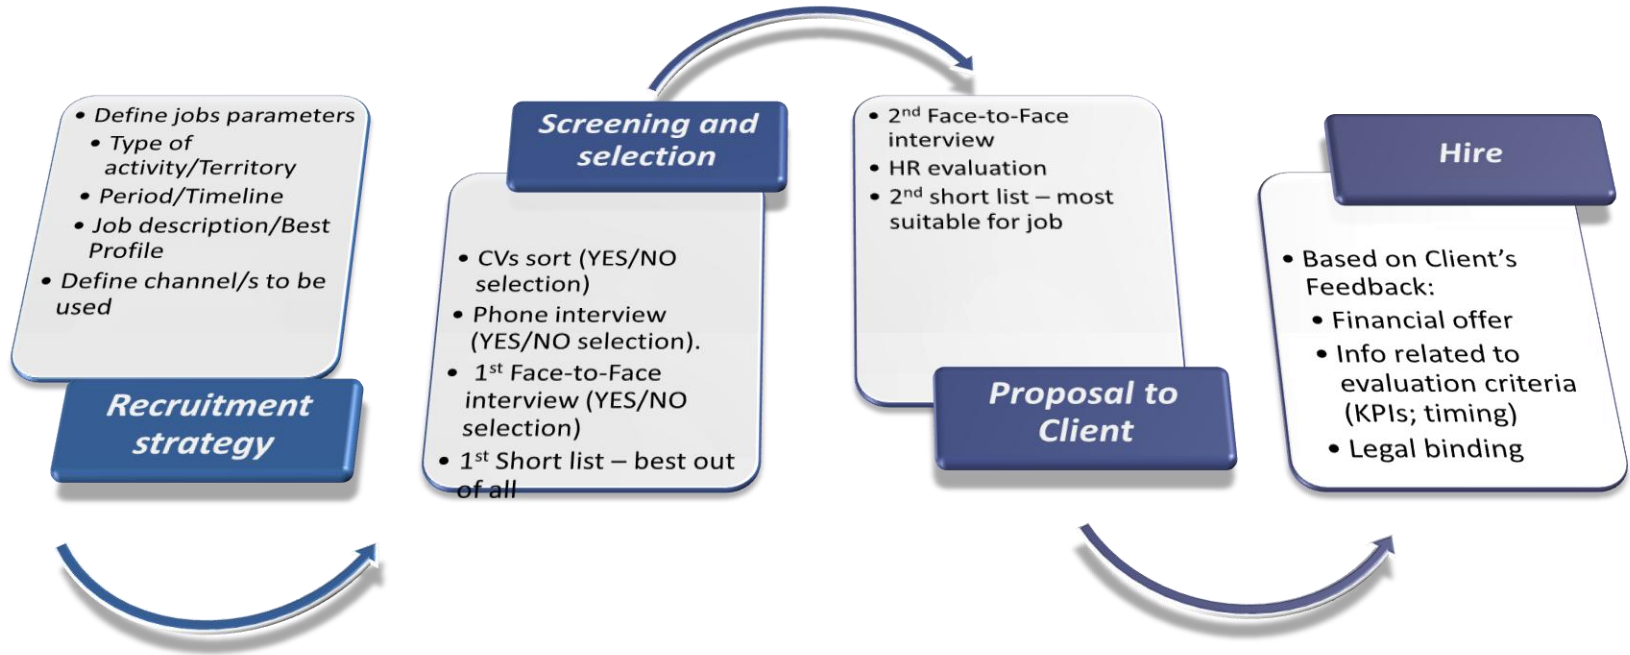 • Define jobs parameters
• Type of
activity/Territory
• Period/Timeline
• Job description/Best
Profile
• Define channel/s to be
used
Recruitment
strategy
Screening and
selection
• CVs sort (YES/NO
selection)
• Phone interview
(YES/NO selection).
• 1st Face-to-Face
interview (YES/NO
selection)
• 1st Short list – best out
of all
• 2nd Face-to-Face
interview
• HR evaluation
• 2nd short list – most
suitable for job
Proposal to
Client
Hire
• Based on Client’s
Feedback:
• Financial offer
• Info related to
evaluation criteria
(KPIs; timing)
• Legal binding